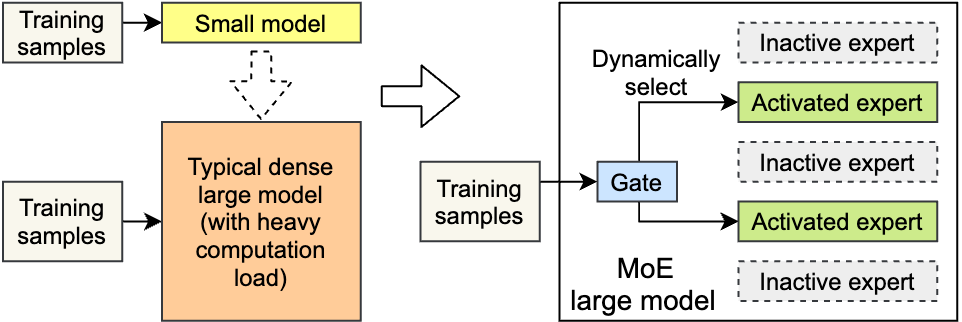 Training
samples
Small model
Training
samples
Typical dense
large model
(with heavy
computation
load)
Training
samples
Gate
Dynamically
select
Inactive expert
Activated expert
Inactive expert
Activated expert
Inactive expert
MoE
large model